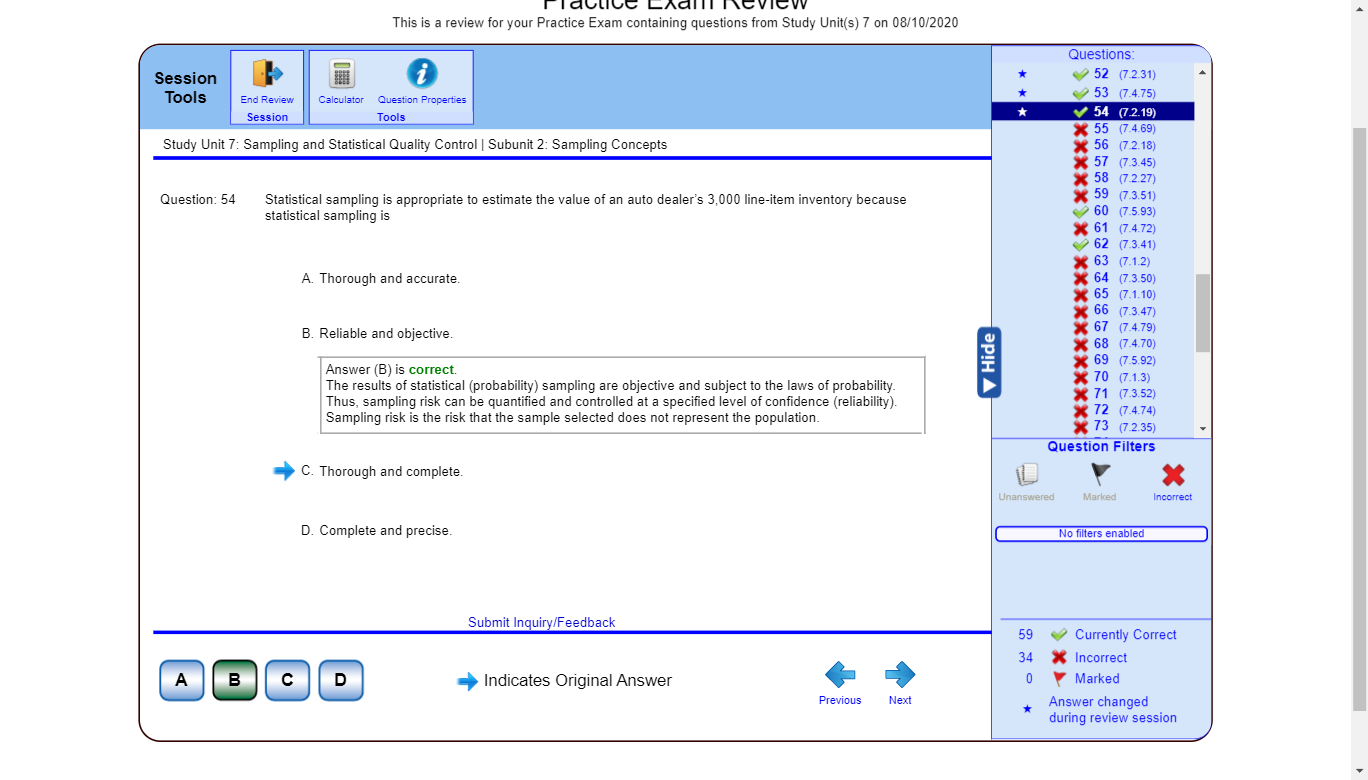 Practice Exam Review
This is a review for your Practice Exam containing questions from Study Unit(s) 7 on 08/10/2020
Session
Tools
End Review
Session
Calculator
Question Properties
Tools
Study Unit 7: Sampling and Statistical Quality Control | Subunit 2: Sampling Concepts
Question: 54
Statistical sampling is appropriate to estimate the value of an auto dealer's 3,000 line-item inventory because
statistical sampling is
A. Thorough and accurate.
B. Reliable and objective.
Answer (B) is correct.
The results of statistical (probability) sampling are objective and subject to the laws of probability.
Thus, sampling risk can be quantified and controlled at a specified level of confidence (reliability).
Sampling risk is the risk that the sample selected does not represent the population.
C. Thorough and complete.
D. Complete and precise.
Submit Inquiry/Feedback
A
B
C
D
Indicates Original Answer
Previous
Next
Hide
Questions:
52 (7.2.31)
53 (7.4.75)
54 (7.2.19)
55 (7.4.69)
56 (7.2.18)
57 (7.3.45)
58 (7.2.27)
59 (7.3.51)
60 (7.5.93)
61 (7.4.72)
62 (7.3.41)
63 (7.1.2)
64 (7.3.50)
65 (7.1.10)
66 (7.3.47)
67 (7.4.79)
68 (7.4.70)
69 (7.5.92)
70 (7.1.3)
71 (7.3.52)
72 (7.4.74)
73 (7.2.35)
Question Filters
Unanswered
Marked
Incorrect
No filters enabled
59 Currently Correct
34 Incorrect
0 Marked
Answer changed
during review session